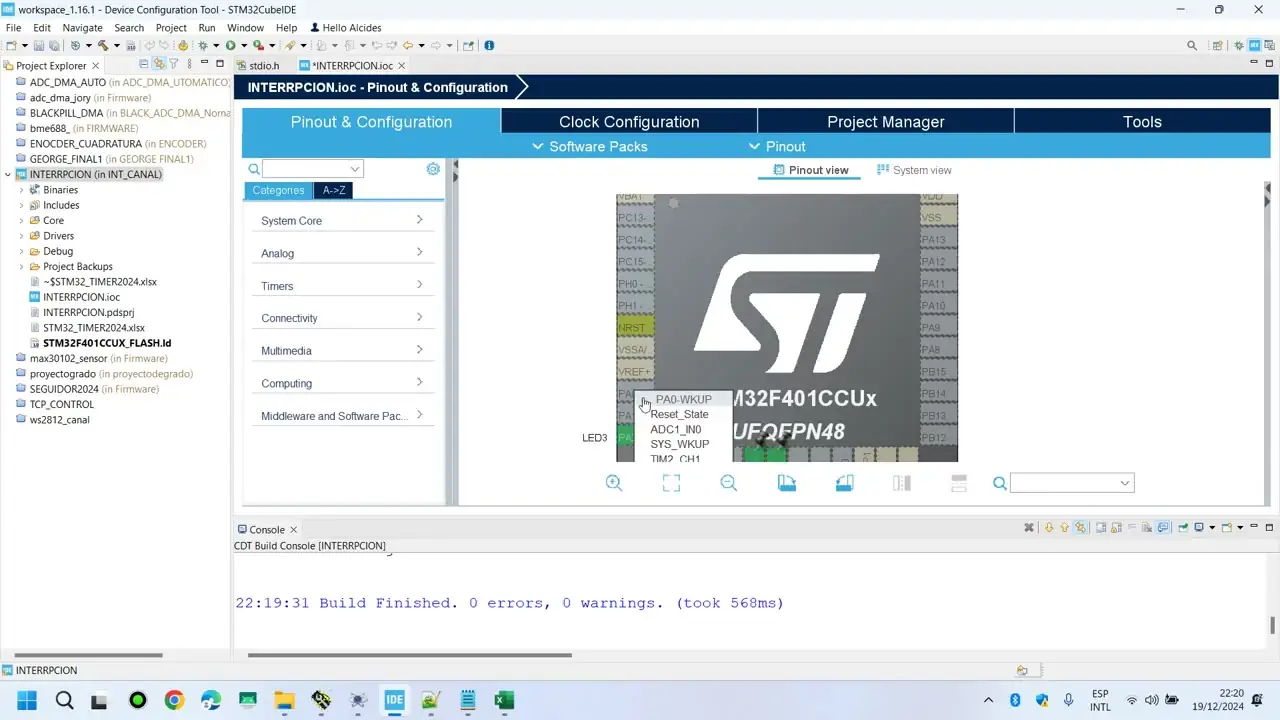 workspace_1.16.1 - Device Configuration Tool - STM32CubeIDE
File Edit Navigate Search Project Run Window Help Hello Alcides
Project Explorer
stdio.h
*INTERRPCION.ioc
ADC_DMA_AUTO (in ADC_DMA_UTOMATICO)
adc_dma_jory (in Firmware)
BLACKPILL_DMA (in BLACK_ADC_DMA_Norma
bme688_ (in FIRMWARE)
ENOCDER_CUADRATURA (in ENCODER)
GEORGE_FINAL1 (in GEORGE FINAL1)
INTERRPCION (in INT_CANAL)
Binaries
Includes
Core
Drivers
Debug
Project Backups
~$STM32_TIMER2024.xlsx
INTERRPCION.ioc
INTERRPCION.pdsprj
STM32_TIMER2024.xlsx
STM32F401CCUX_FLASH.ld
max30102_sensor (in Firmware)
proyectogrado (in proyectodegrado)
SEGUIDOR2024 (in Firmware)
TCP_CONTROL
ws2812_canal
INTERRPCION.ioc - Pinout & Configuration
Pinout & Configuration
Clock Configuration
Project Manager
Tools
Software Packs
Pinout
Pinout view
System view
Categories A->Z
System Core
Analog
Timers
Connectivity
Multimedia
Computing
Middleware and Software Pac...
VBAT
PC13-
PC14-
PC15-
PH0 -
PH1 -
NRST
VSSA/
VREF+
LED3
PA0-WKUP
Reset_State
ADC1_IN0
SYS_WKUP
TIM2_CH1
M32F401CCUx
UFQFPN48
VDD
VSS
PA13
PA12
PA11
PA10
PA9
PA8
PB15
PB14
PB13
PB12
Console
CDT Build Console [INTERRPCION]
22:19:31 Build Finished. 0 errors, 0 warnings. (took 568ms)
INTERRPCION
IDE
ESP
INTL
22:20
19/12/2024